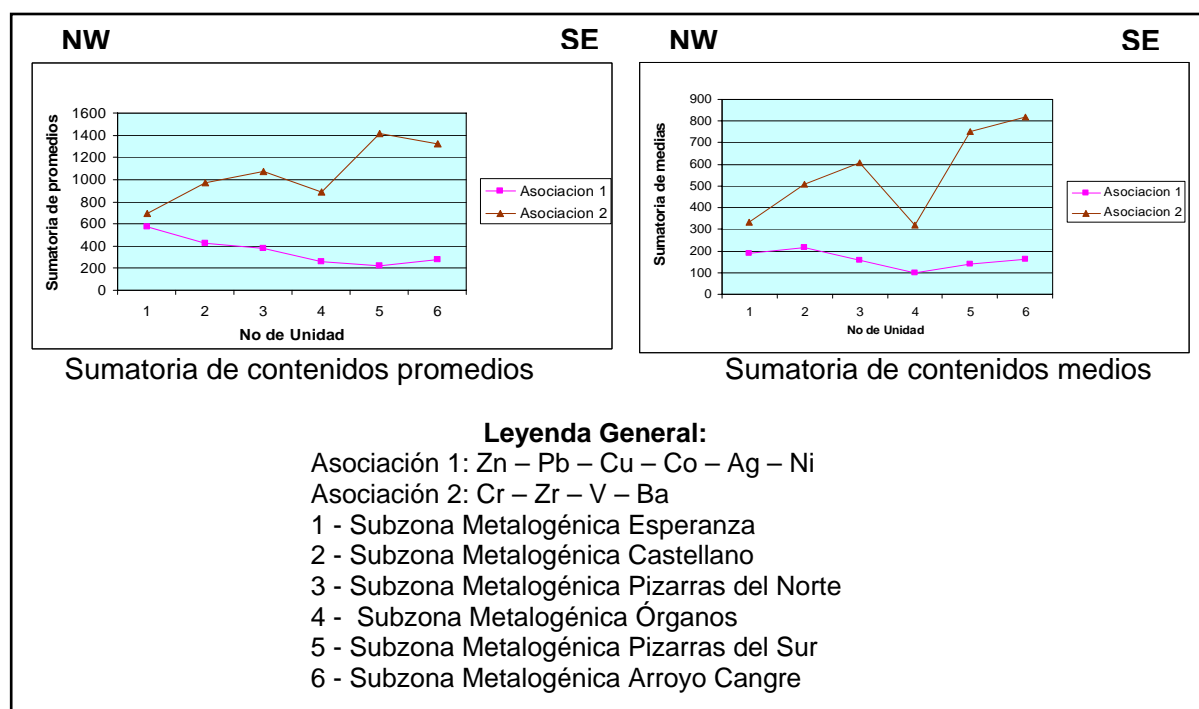 NW SE
Sumatoria de promedios
1600
1400
1200
1000
800
600
400
200
0
1 2 3 4 5 6
No de Unidad
Asociacion 1
Asociacion 2
Sumatoria de contenidos promedios
NW SE
Sumatoria de medias
900
800
700
600
500
400
300
200
100
0
1 2 3 4 5 6
No de Unidad
Asociacion 1
Asociacion 2
Sumatoria de contenidos medios
Leyenda General:
Asociación 1: Zn – Pb – Cu – Co – Ag – Ni
Asociación 2: Cr – Zr – V – Ba
1 - Subzona Metalogénica Esperanza
2 - Subzona Metalogénica Castellano
3 - Subzona Metalogénica Pizarras del Norte
4 - Subzona Metalogénica Órganos
5 - Subzona Metalogénica Pizarras del Sur
6 - Subzona Metalogénica Arroyo Cangre